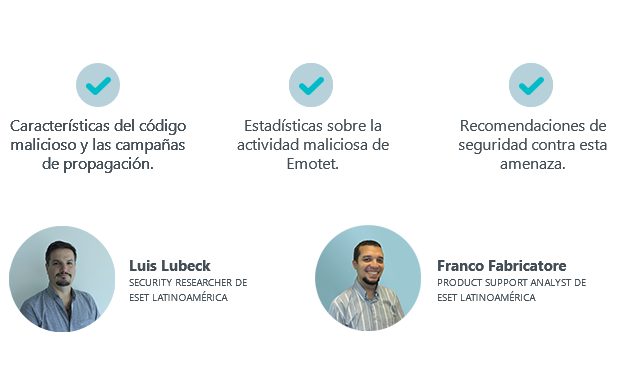 Características del código
malicioso y las campañas
de propagación.
Estadísticas sobre la
actividad maliciosa de
Emotet.
Recomendaciones de
seguridad contra esta
amenaza.
Luis Lubeck
SECURITY RESEARCHER DE
ESET LATINOAMÉRICA
Franco Fabricatore
PRODUCT SUPPORT ANALYST DE
ESET LATINOAMÉRICA